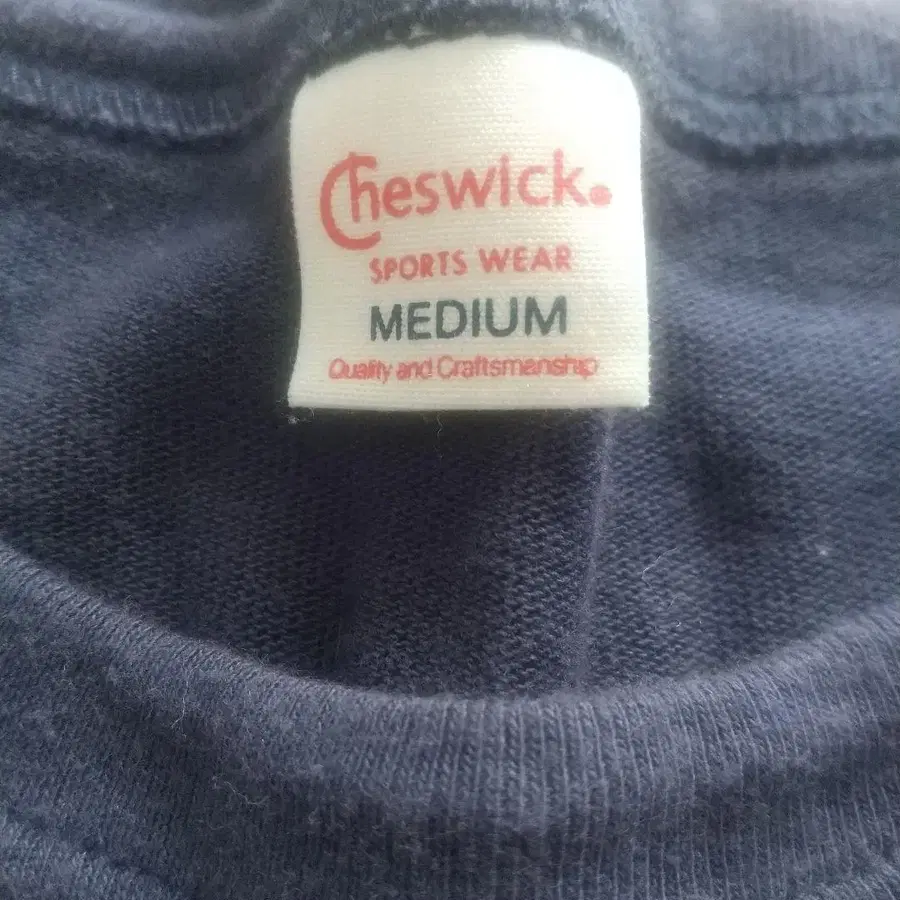 Cheswick.
SPORTS WEAR
MEDIUM
Quality and Craftsmanship